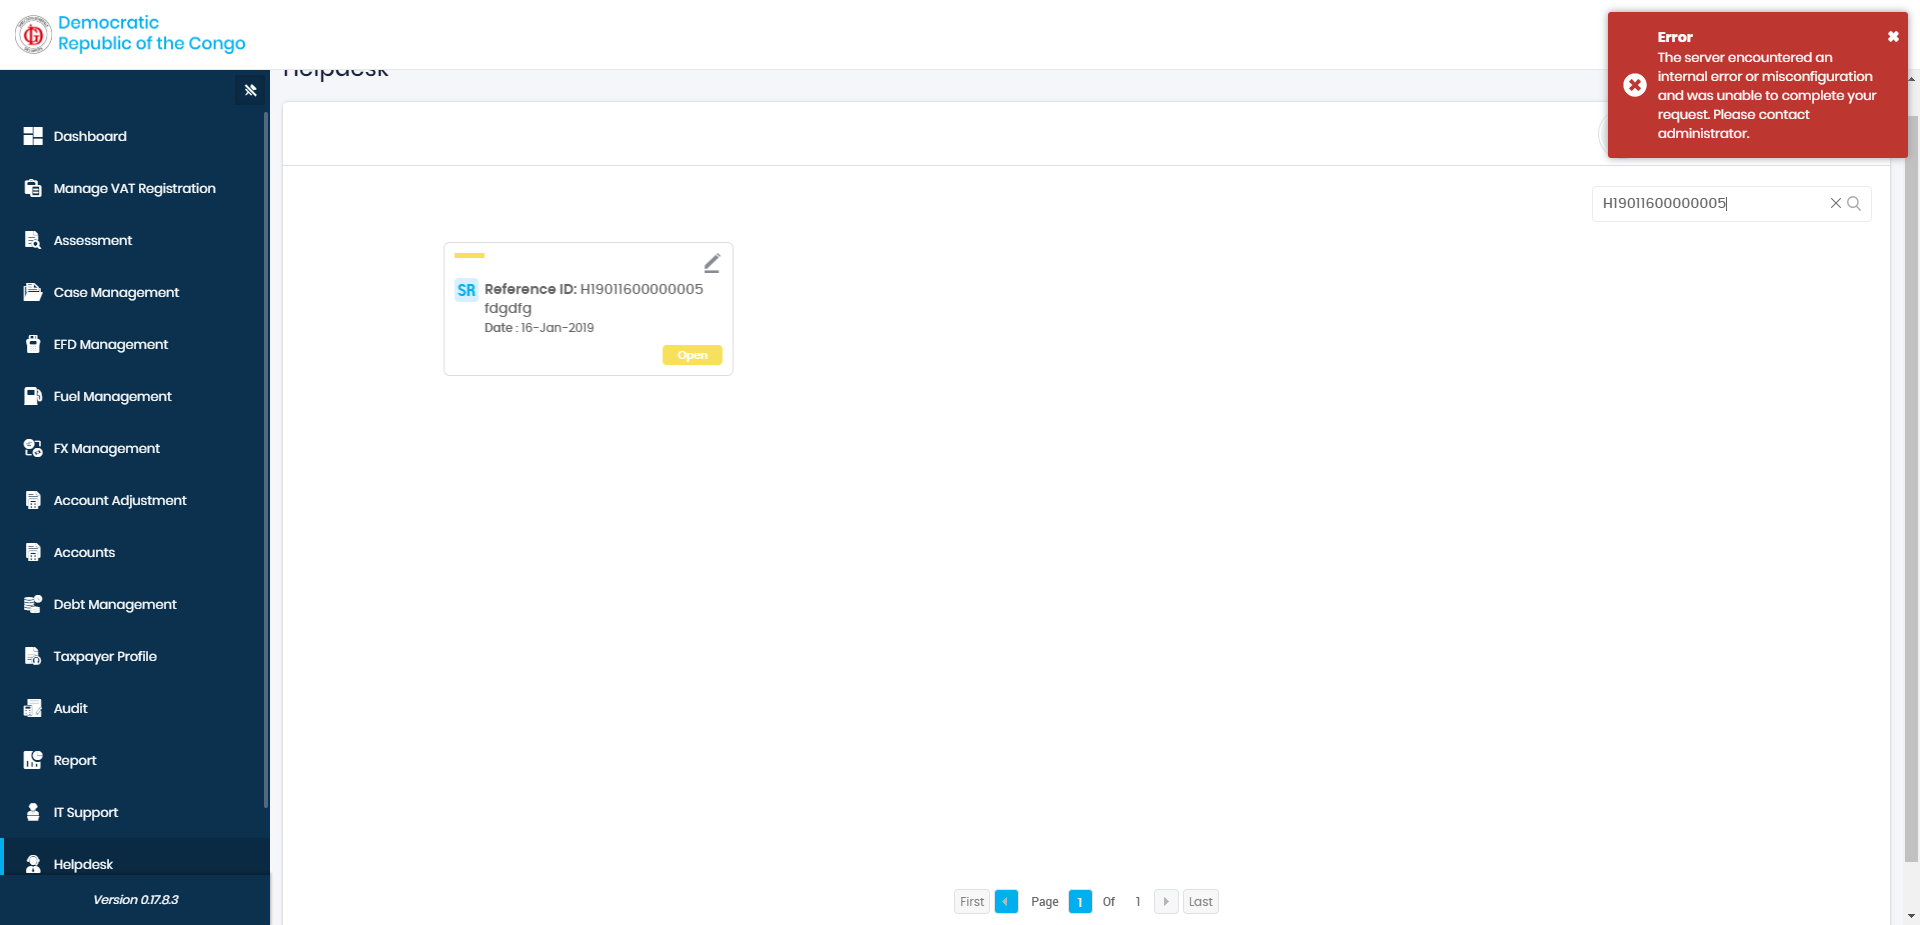 Democratic
Republic of the Congo
Error
The server encountered an
internal error or misconfiguration
and was unable to complete your
request. Please contact
administrator.
Helpdesk
Dashboard
Manage VAT Registration
Assessment
Case Management
EFD Management
Fuel Management
FX Management
Account Adjustment
Accounts
Debt Management
Taxpayer Profile
Audit
Report
IT Support
Helpdesk
Version 0.17.8.3
H19011600000005
SR Reference ID: H19011600000005
fdgdfg
Date : 16-Jan-2019
Open
First Page 1 Of 1 Last